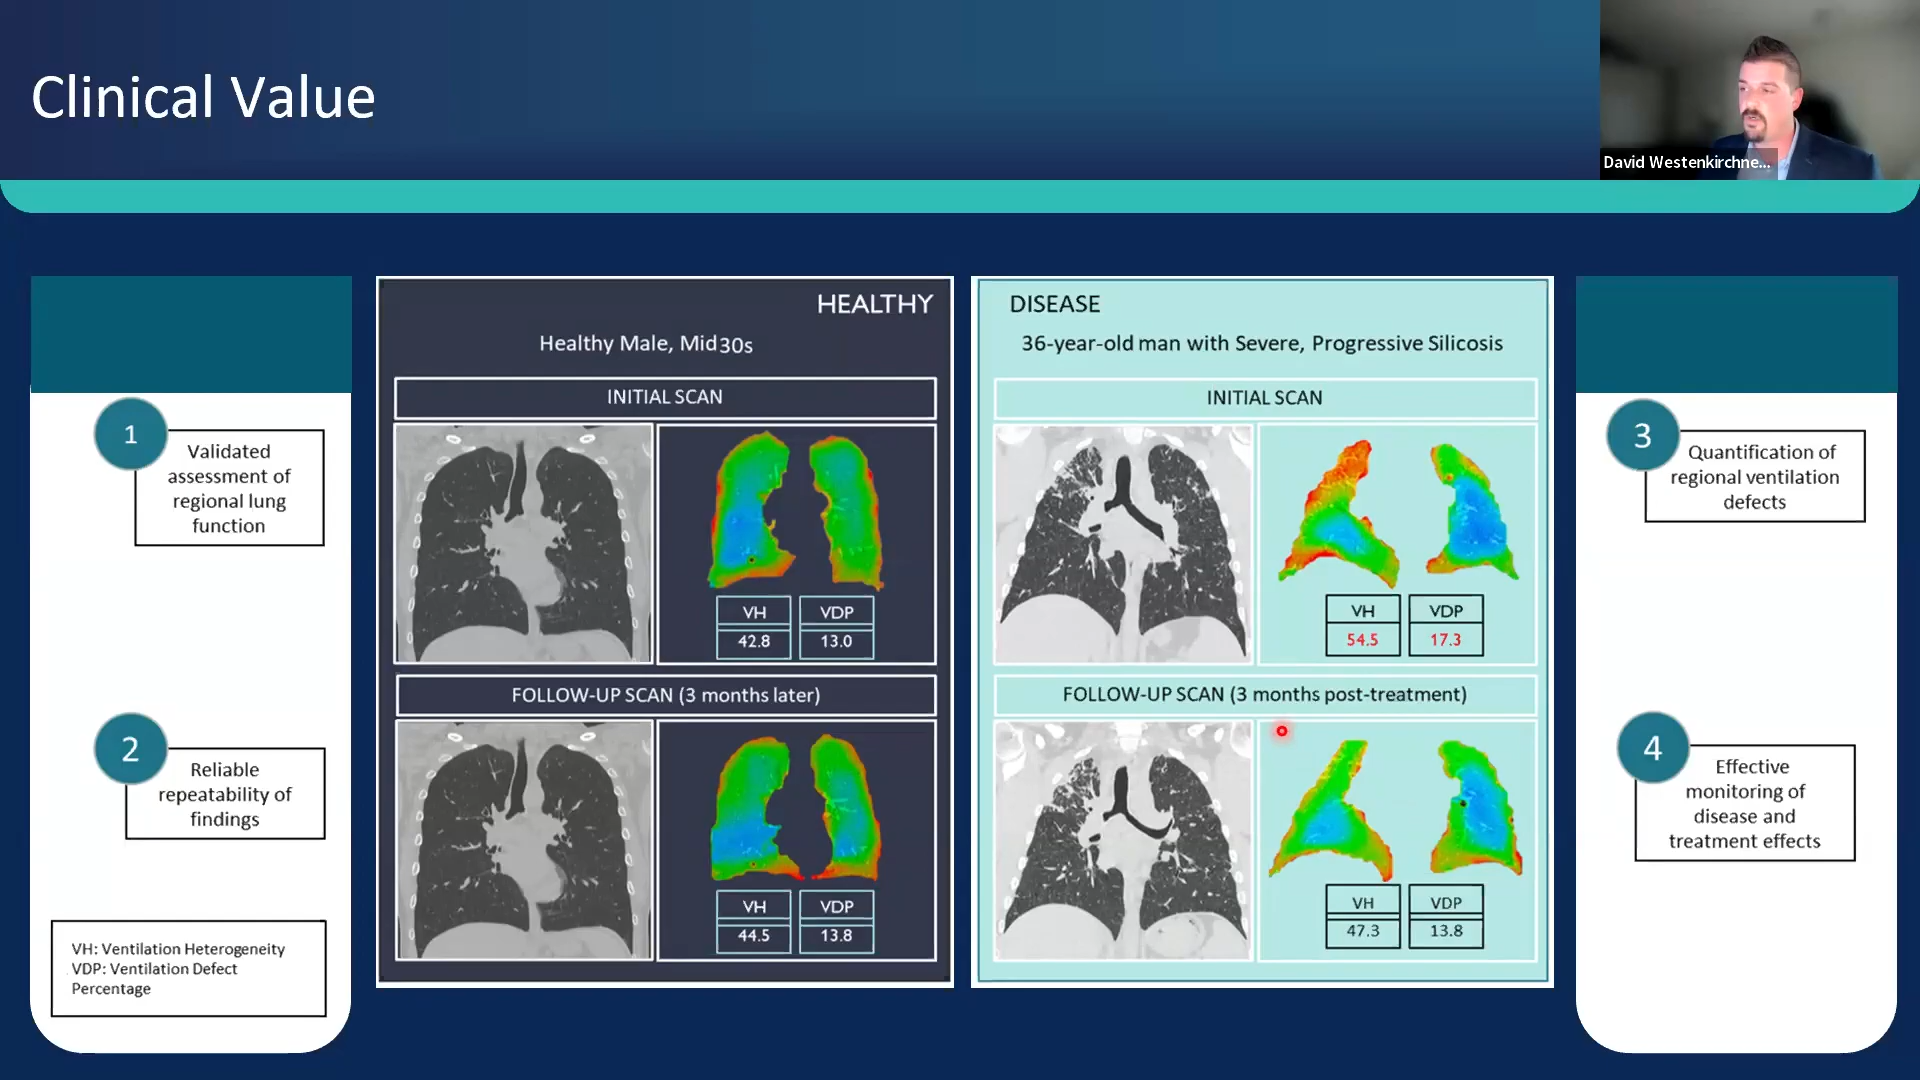 Clinical Value
David Westenkirchne...
1
Validated
assessment of
regional lung
function
2
Reliable
repeatability of
findings
VH: Ventilation Heterogeneity
VDP: Ventilation Defect
Percentage
HEALTHY
Healthy Male, Mid 30s
INITIAL SCAN
VH VDP
42.8 13.0
FOLLOW-UP SCAN (3 months later)
VH VDP
44.5 13.8
DISEASE
36-year-old man with Severe, Progressive Silicosis
INITIAL SCAN
VH VDP
54.5 17.3
FOLLOW-UP SCAN (3 months post-treatment)
VH VDP
47.3 13.8
3
Quantification of
regional ventilation
defects
4
Effective
monitoring of
disease and
treatment effects